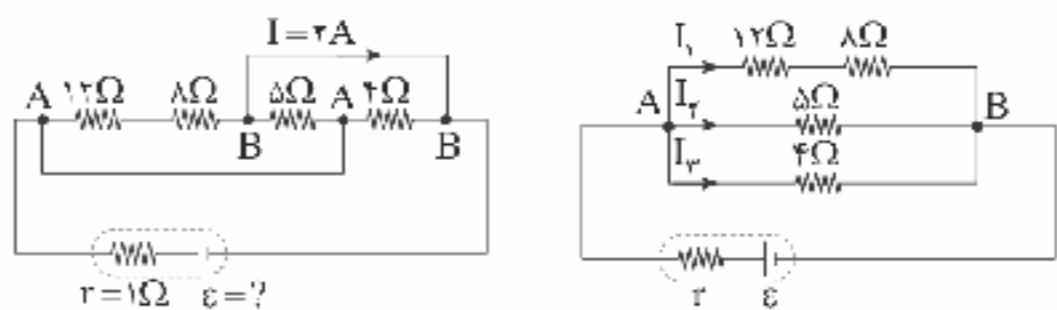 I = ۲A
A ۱۲Ω ۸Ω ۵Ω A ۴Ω
B B
r = ۱Ω ε = ?
I۱ ۱۲Ω ۸Ω
A I۲ ۵Ω B
I۳ ۴Ω
r ε